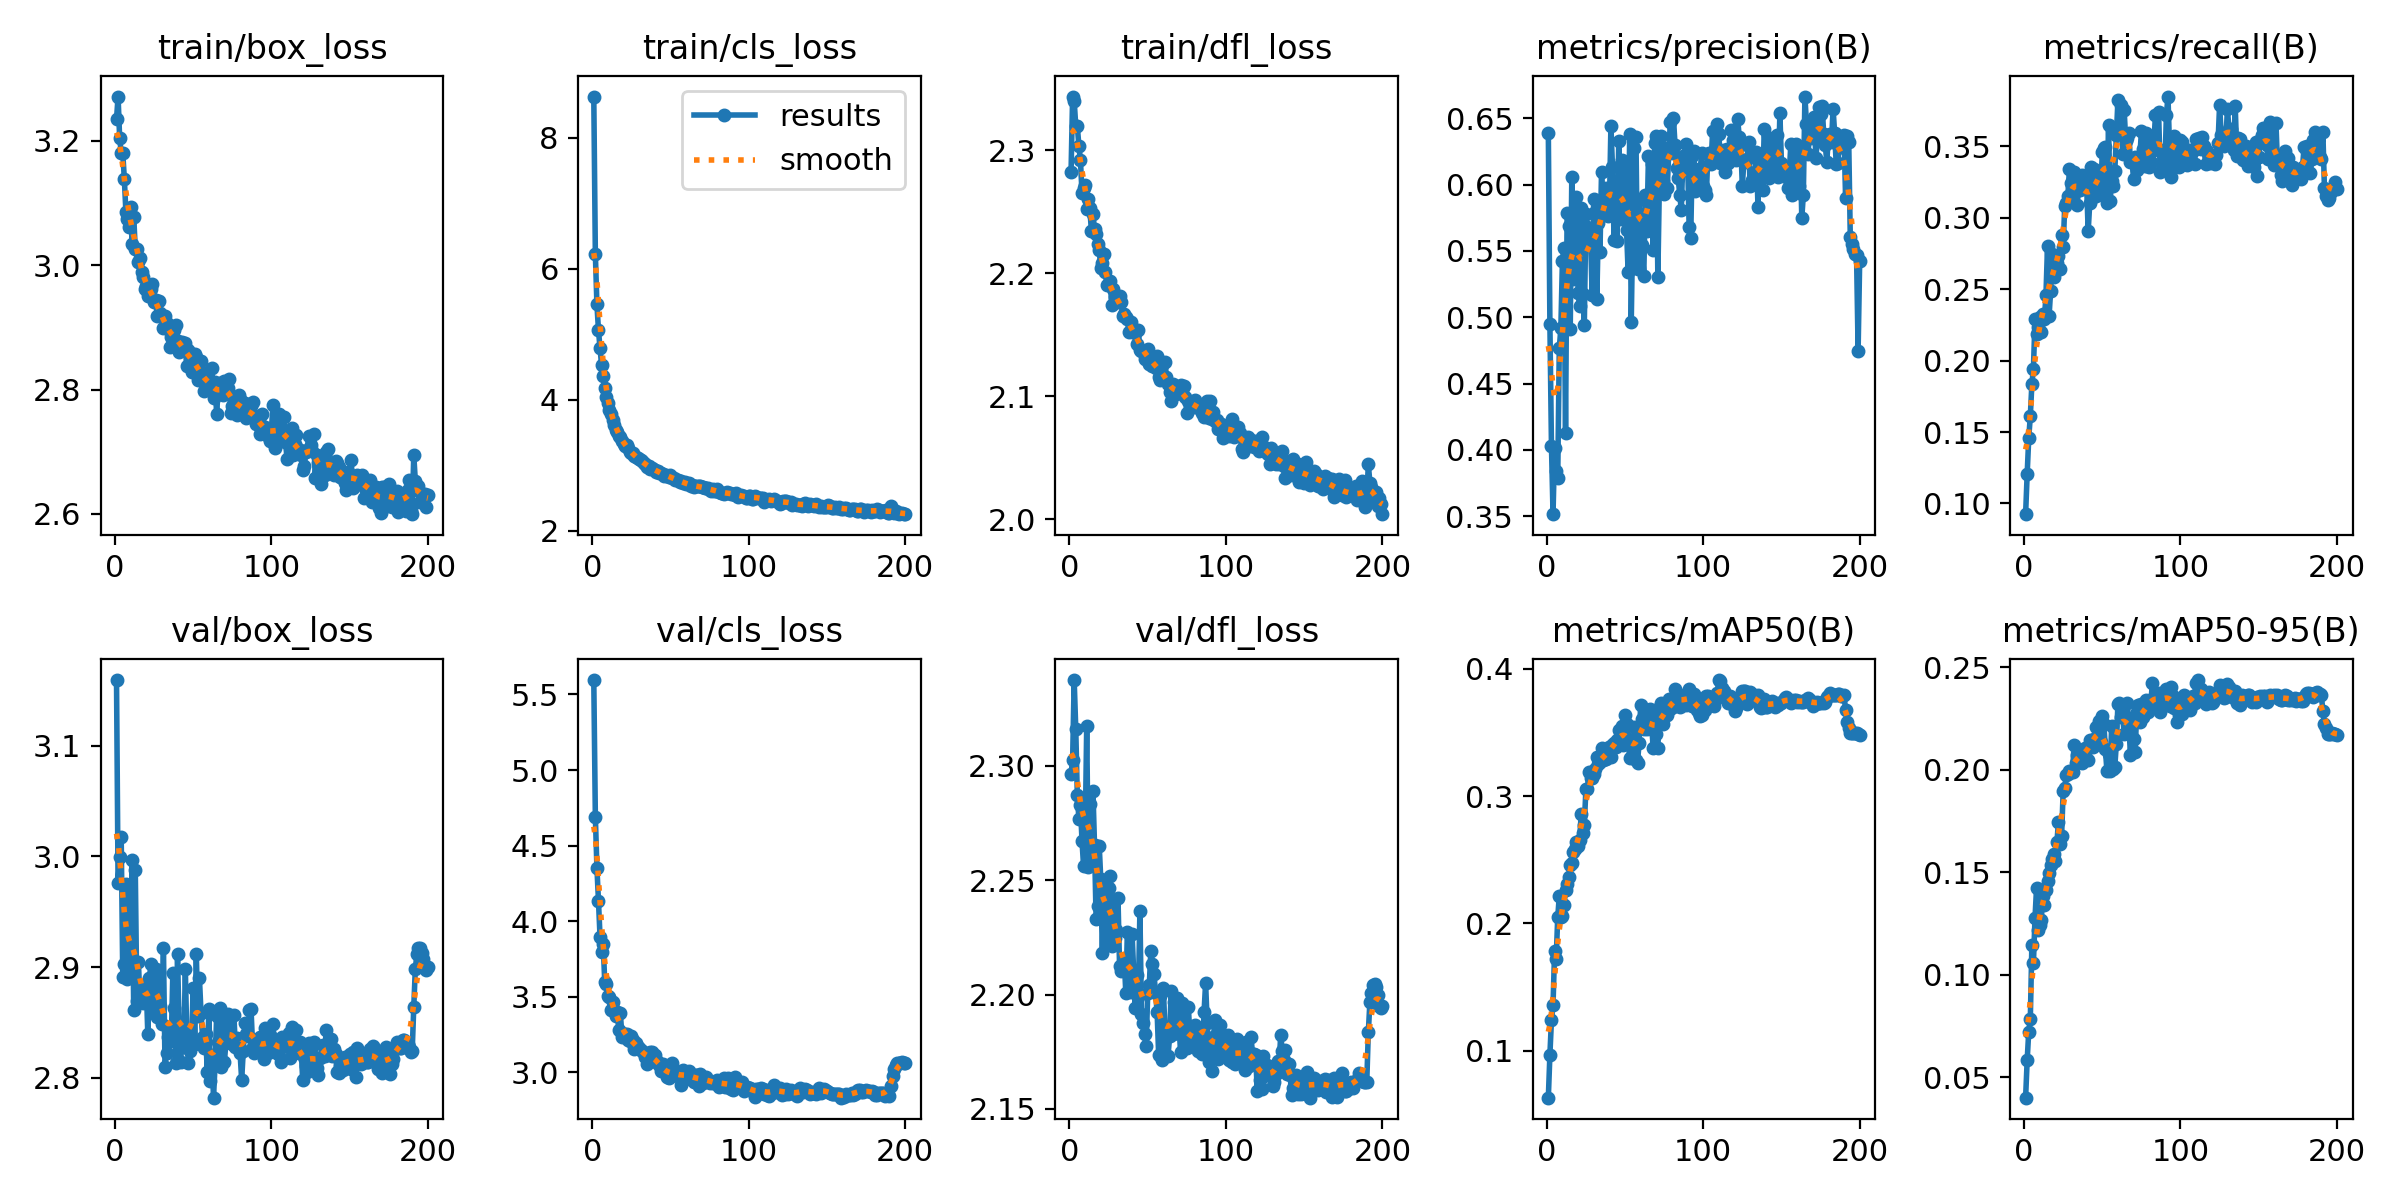 train/box_loss
3.2
3.0
2.8
2.6
0 100 200
train/cls_loss
results
smooth
8
6
4
2
0 100 200
train/dfl_loss
2.3
2.2
2.1
2.0
0 100 200
metrics/precision(B)
0.65
0.60
0.55
0.50
0.45
0.40
0.35
0 100 200
metrics/recall(B)
0.35
0.30
0.25
0.20
0.15
0.10
0 100 200
val/box_loss
3.1
3.0
2.9
2.8
0 100 200
val/cls_loss
5.5
5.0
4.5
4.0
3.5
3.0
0 100 200
val/dfl_loss
2.30
2.25
2.20
2.15
0 100 200
metrics/mAP50(B)
0.4
0.3
0.2
0.1
0 100 200
metrics/mAP50-95(B)
0.25
0.20
0.15
0.10
0.05
0 100 200